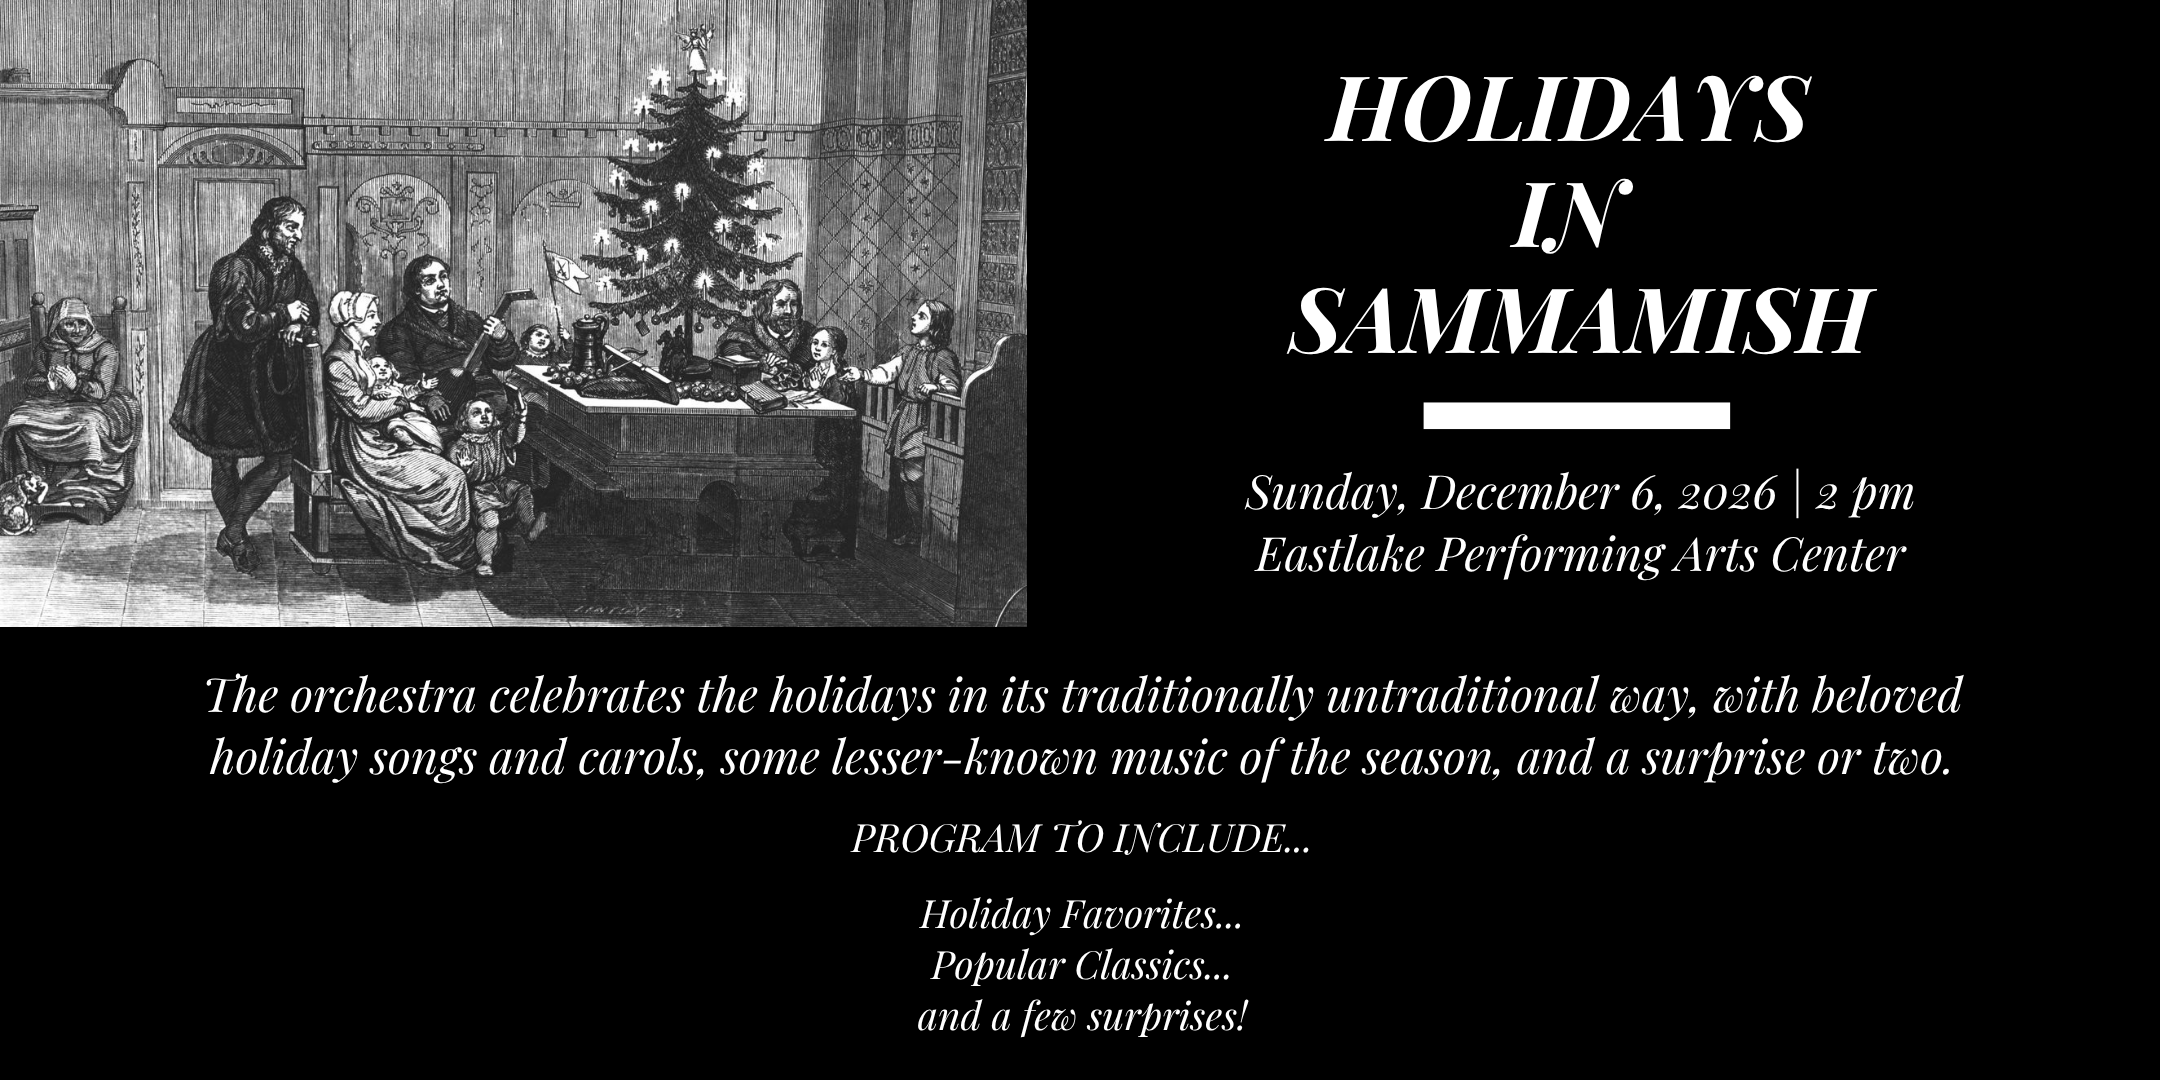 HOLIDAYS
IN
SAMMAMISH
Sunday, December 6, 2026 | 2 pm
Eastlake Performing Arts Center
The orchestra celebrates the holidays in its traditionally untraditional way, with beloved
holiday songs and carols, some lesser-known music of the season, and a surprise or two.
PROGRAM TO INCLUDE...
Holiday Favorites...
Popular Classics...
and a few surprises!